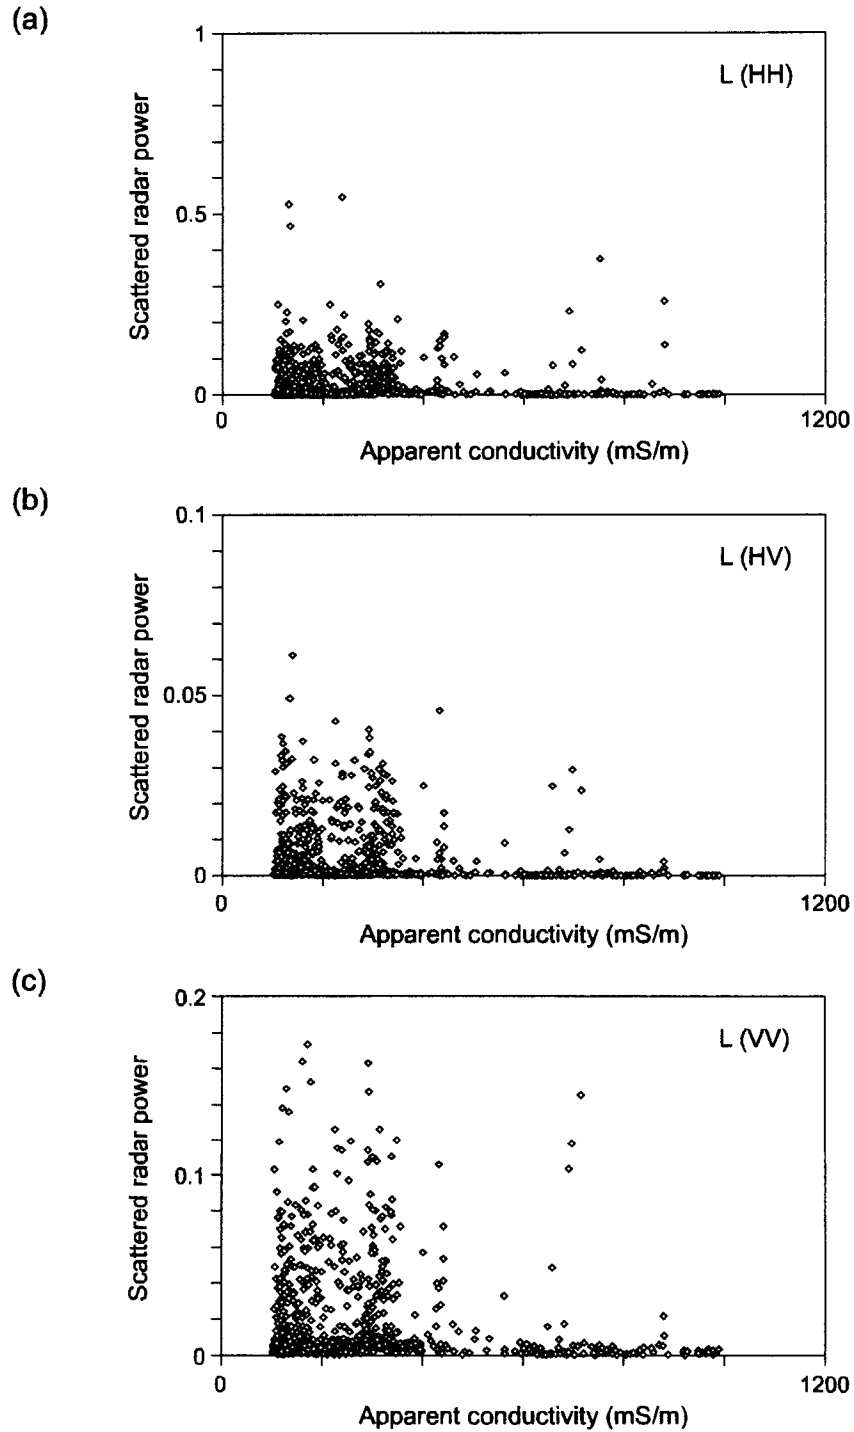 (a)
1
L (HH)
Scattered radar power
0.5
0
0
1200
Apparent conductivity (mS/m)
(b)
0.1
L (HV)
Scattered radar power
0.05
0
0
1200
Apparent conductivity (mS/m)
(c)
0.2
L (VV)
Scattered radar power
0.1
0
0
1200
Apparent conductivity (mS/m)